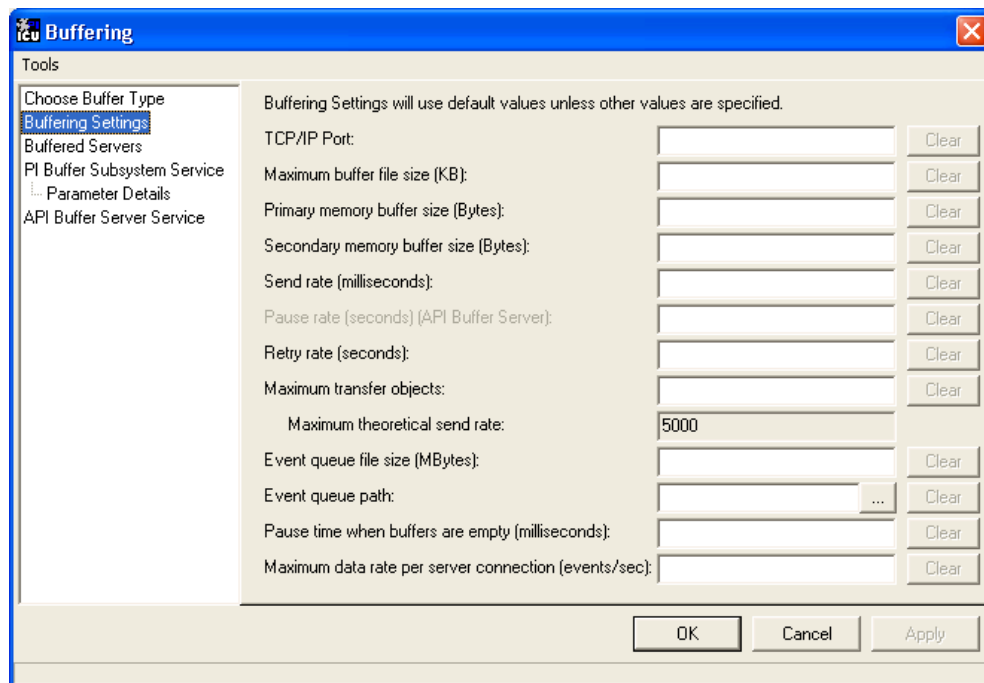 ICU Buffering
Tools
Choose Buffer Type
Buffering Settings
Buffered Servers
PI Buffer Subsystem Service
Parameter Details
API Buffer Server Service
Buffering Settings will use default values unless other values are specified.
TCP/IP Port: Clear
Maximum buffer file size (KB): Clear
Primary memory buffer size (Bytes): Clear
Secondary memory buffer size (Bytes): Clear
Send rate (milliseconds): Clear
Pause rate (seconds) (API Buffer Server): Clear
Retry rate (seconds): Clear
Maximum transfer objects: Clear
Maximum theoretical send rate: 5000
Event queue file size (MBytes): Clear
Event queue path: ... Clear
Pause time when buffers are empty (milliseconds): Clear
Maximum data rate per server connection (events/sec): Clear
OK Cancel Apply